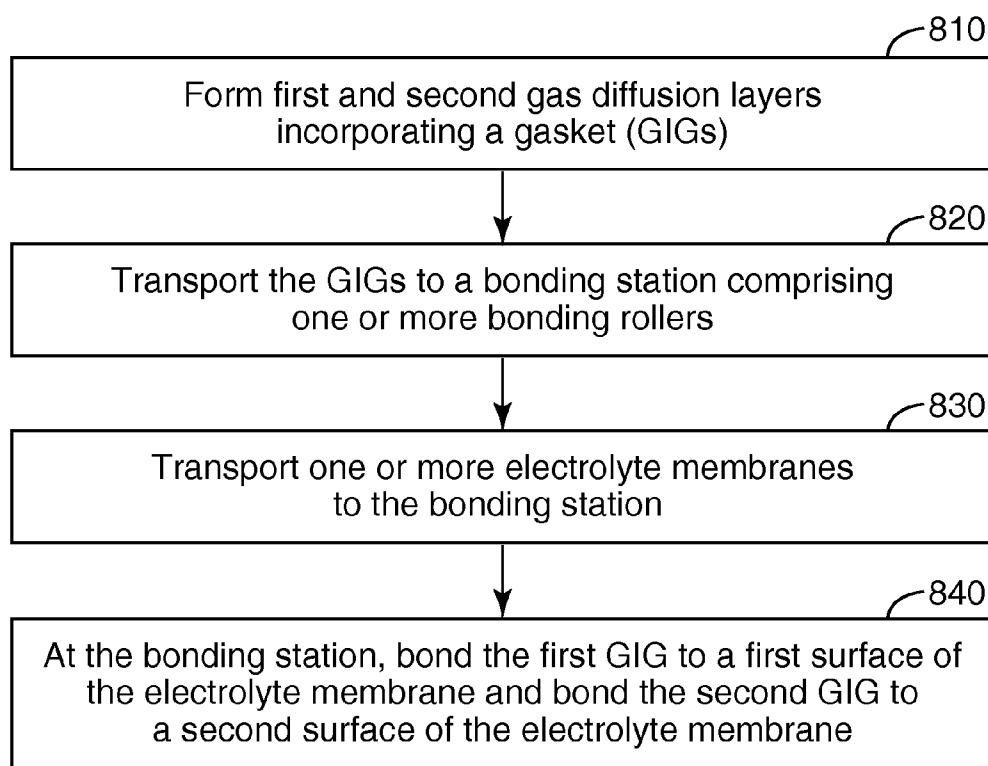 810
Form first and second gas diffusion layers
incorporating a gasket (GIGs)
820
Transport the GIGs to a bonding station comprising
one or more bonding rollers
830
Transport one or more electrolyte membranes
to the bonding station
840
At the bonding station, bond the first GIG to a first surface of
the electrolyte membrane and bond the second GIG to
a second surface of the electrolyte membrane